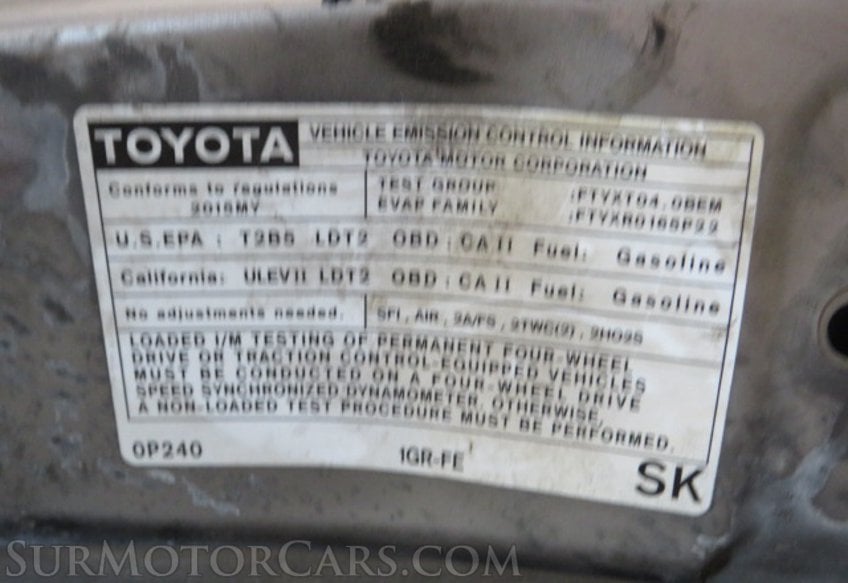 TOYOTA
VEHICLE EMISSION CONTROL INFORMATION
TOYOTA MOTOR CORPORATION
Conforms to regulations
2015MY
TEST GROUP :FTYXT04.0BEM
EVAP FAMILY :FTYXR0165P22
U.S.EPA : T2B5 LDT2 OBD : CA II Fuel: Gasoline
California: ULEVII LDT2 OBD : CA II Fuel: Gasoline
No adjustments needed.
SFI, AIR, 2A/FS, 2TWC(2), 2HO2S
LOADED I/M TESTING OF PERMANENT FOUR-WHEEL
DRIVE OR TRACTION CONTROL-EQUIPPED VEHICLES
MUST BE CONDUCTED ON A FOUR-WHEEL DRIVE
SPEED SYNCHRONIZED DYNAMOMETER. OTHERWISE,
A NON-LOADED TEST PROCEDURE MUST BE PERFORMED.
0P240
1GR-FE
SK
SURMOTORCARS.COM